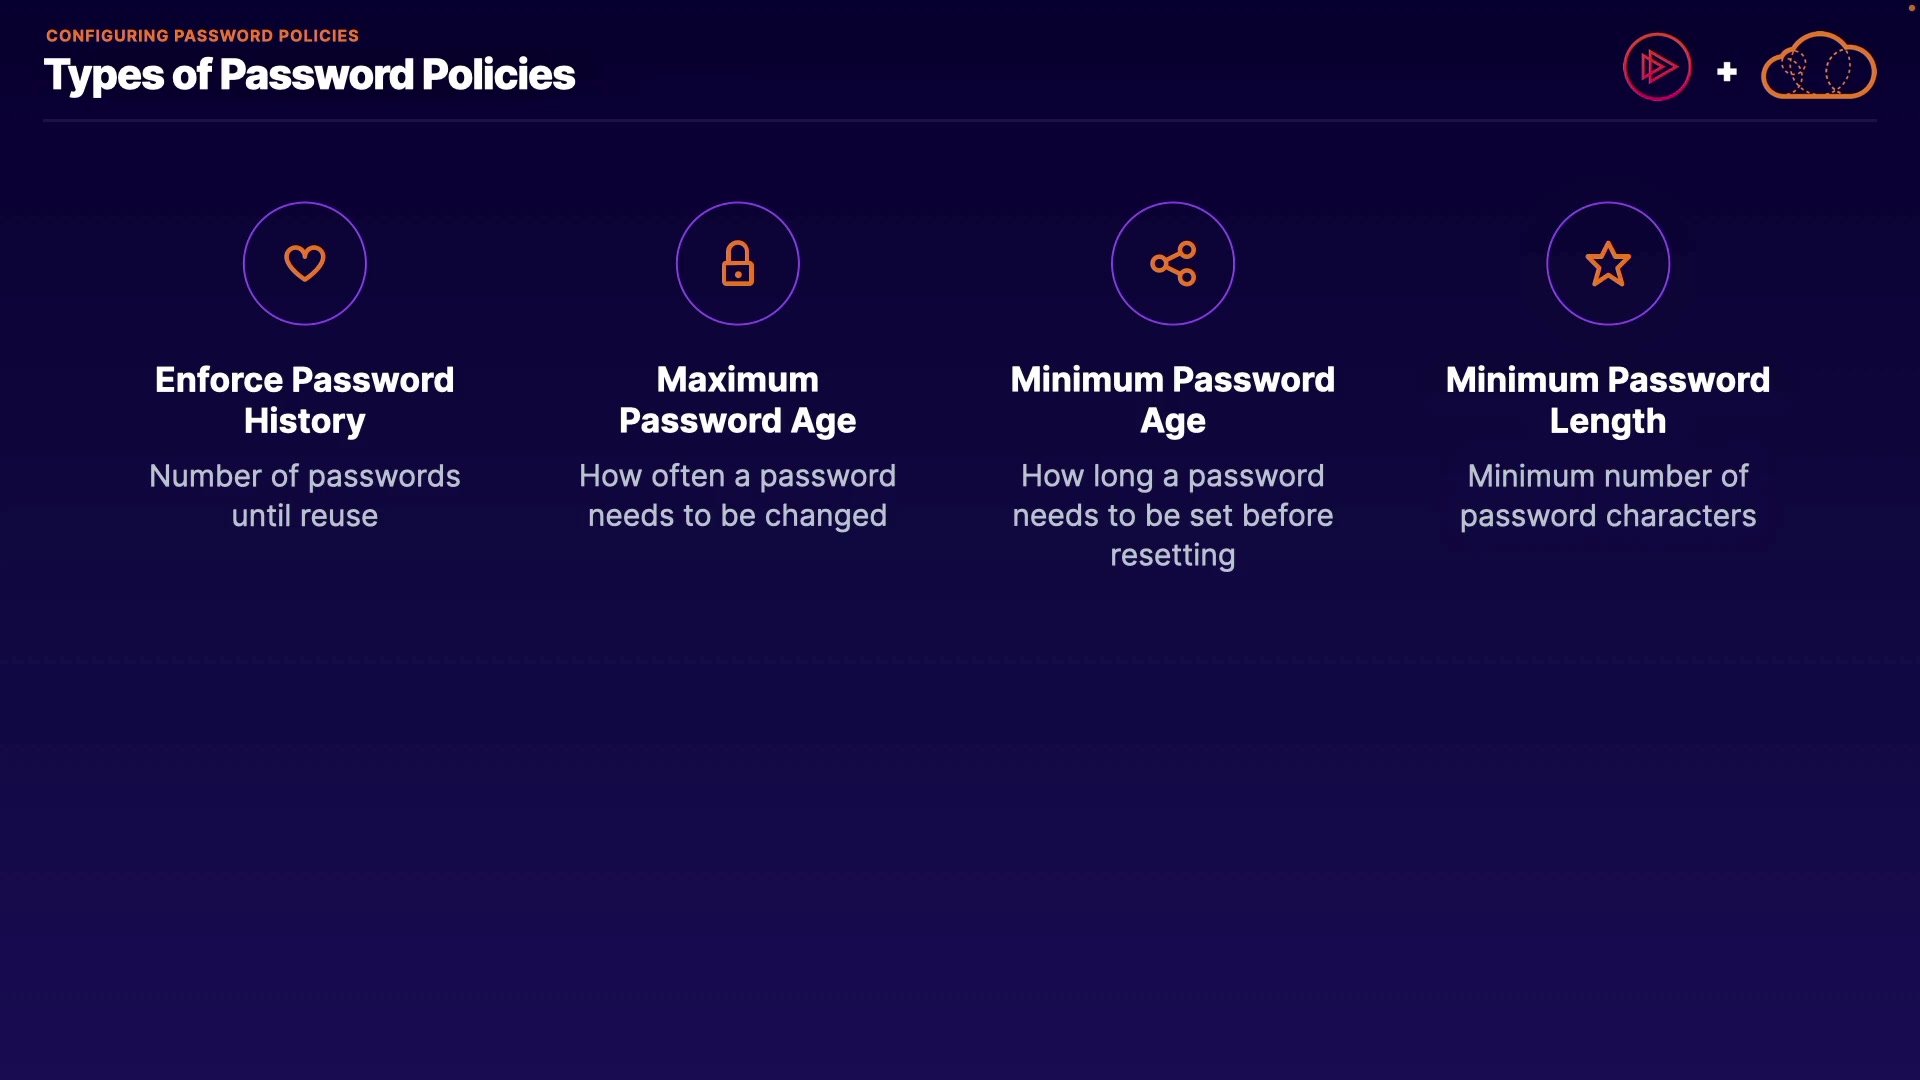 CONFIGURING PASSWORD POLICIES
Types of Password Policies
Enforce Password
History
Number of passwords
until reuse
Maximum
Password Age
How often a password
needs to be changed
Minimum Password
Age
How long a password
needs to be set before
resetting
Minimum Password
Length
Minimum number of
password characters